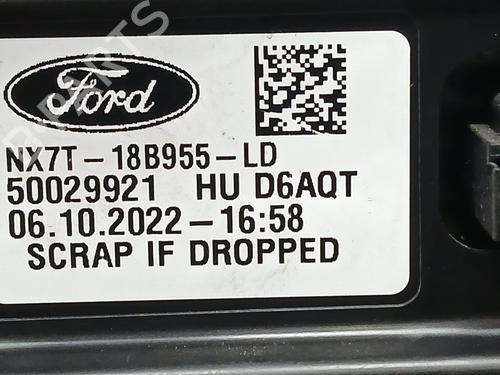 Ford
NX7T-18B955-LD
50029921 HU D6AQT
06.10.2022-16:58
SCRAP IF DROPPED